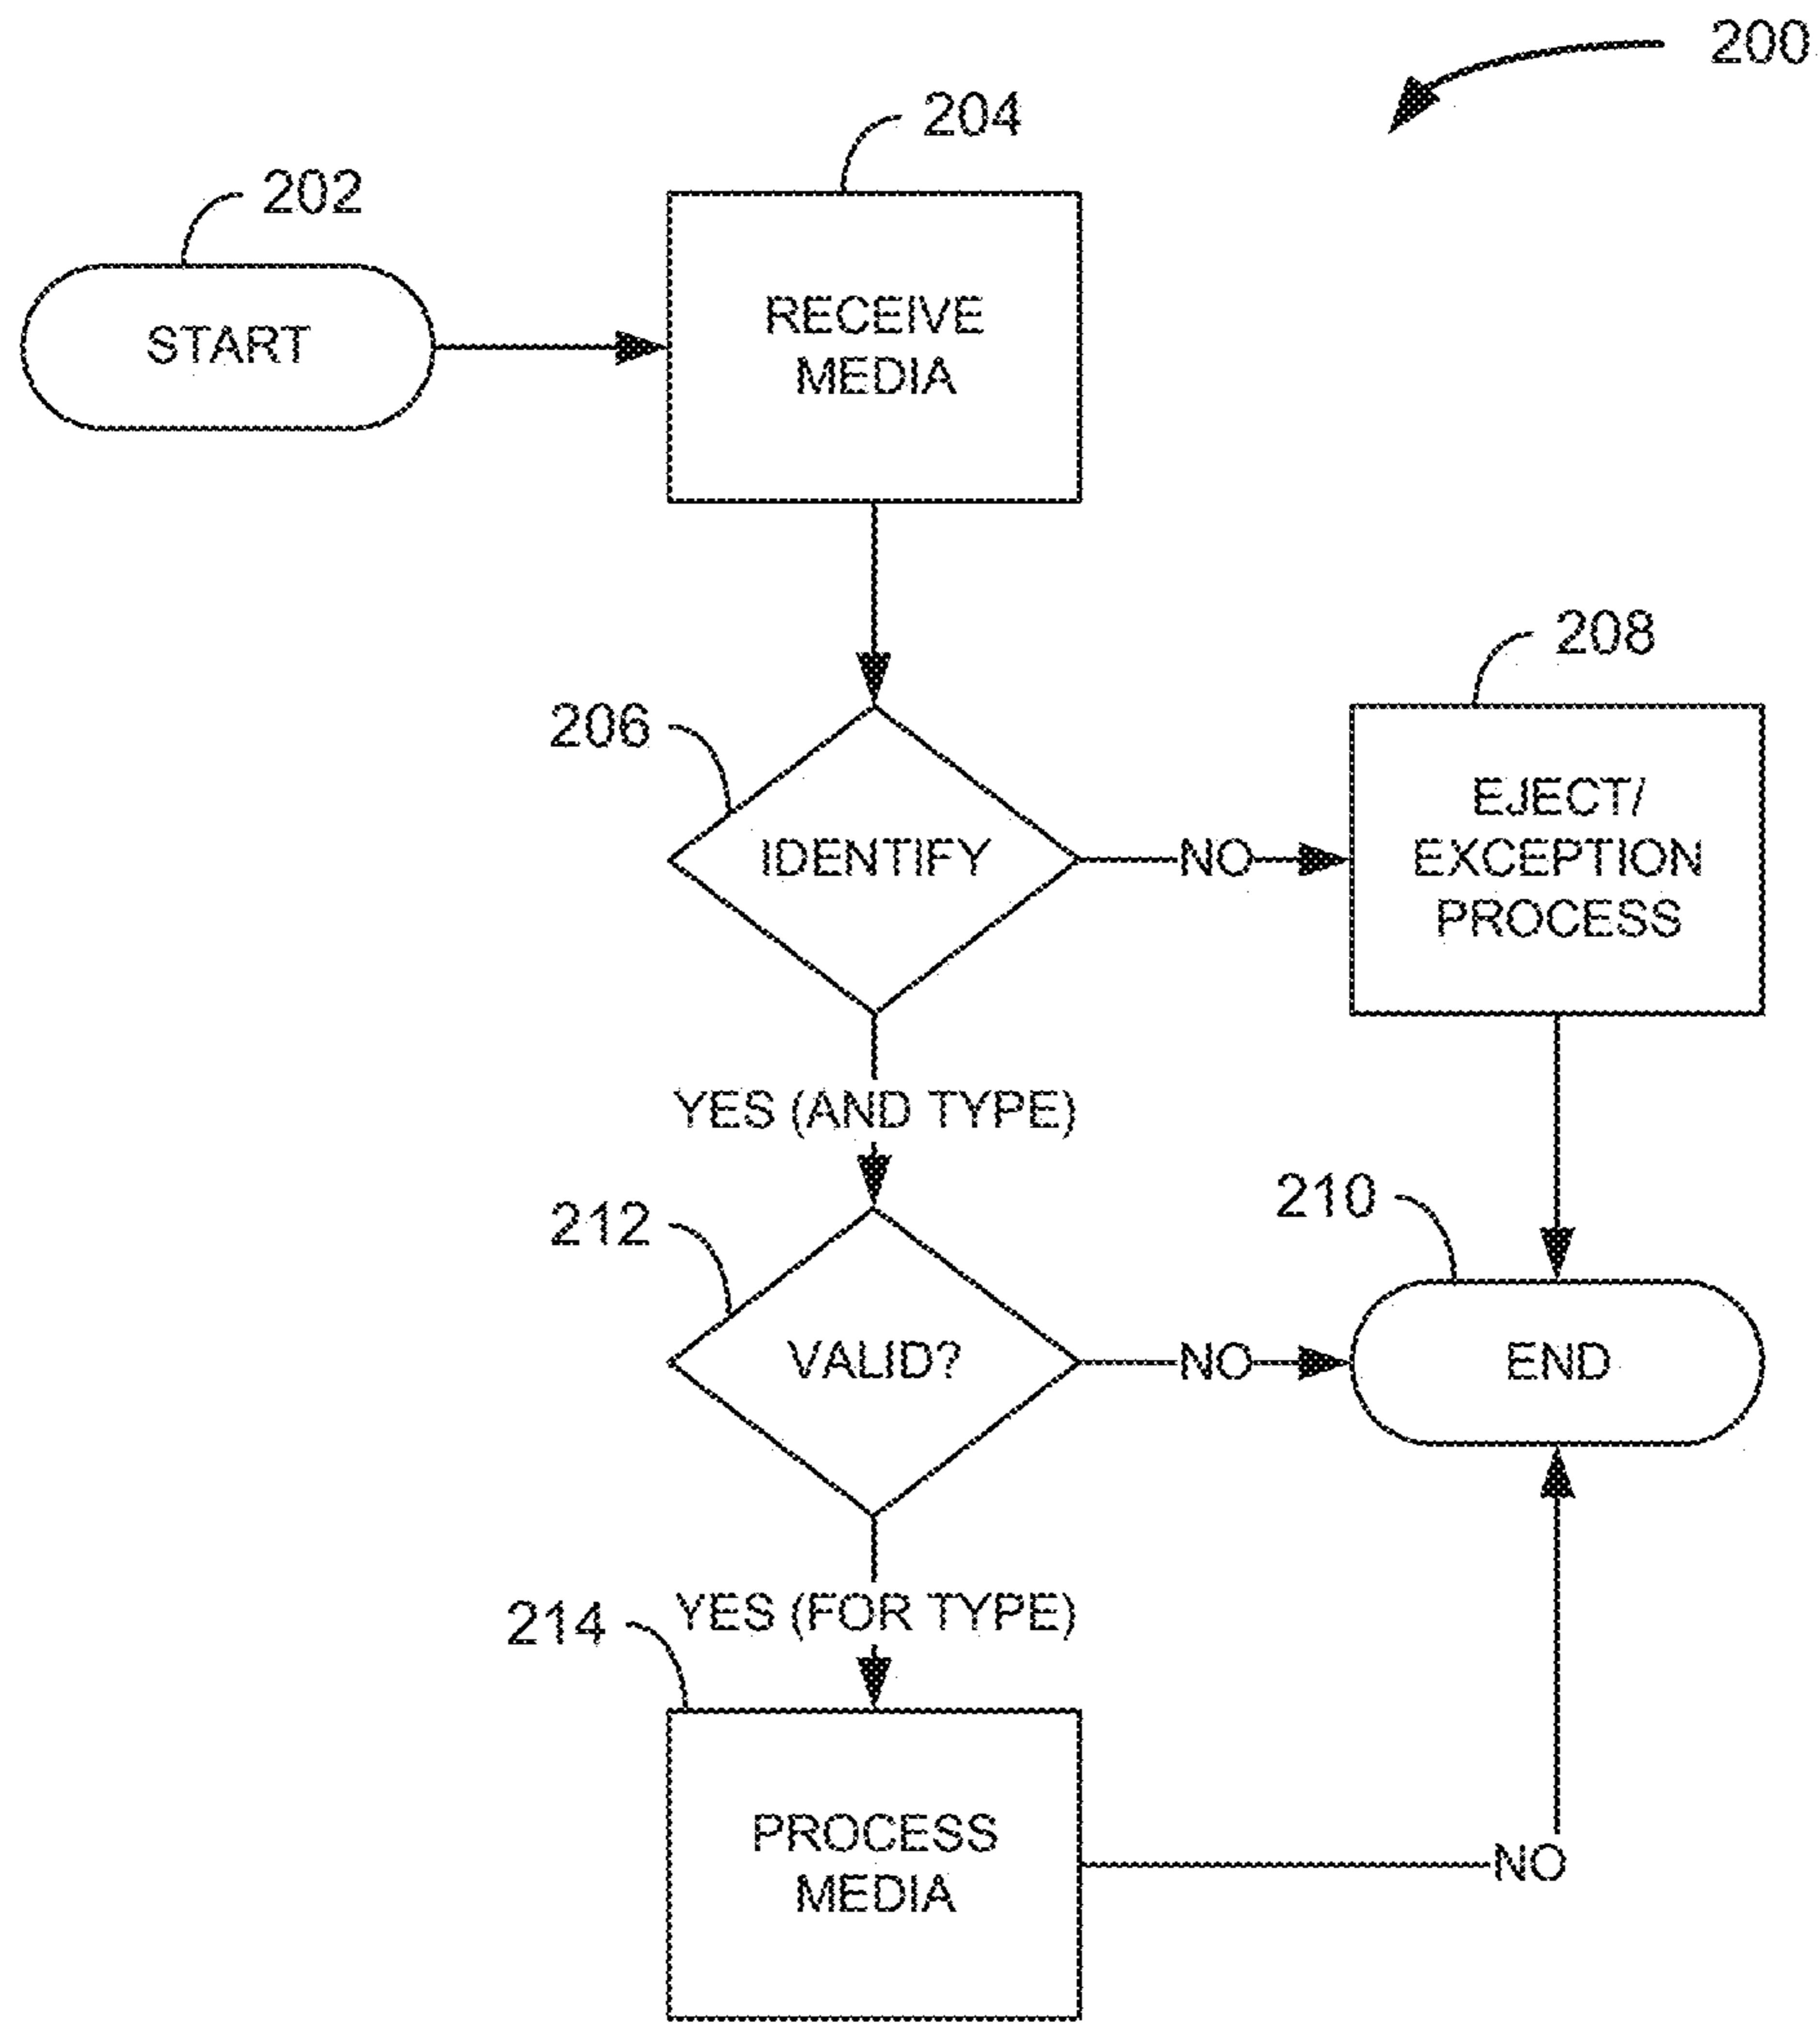 200
204
202
START
RECEIVE
MEDIA
206
208
IDENTIFY
NO
EJECT/
EXCEPTION
PROCESS
YES (AND TYPE)
212
210
VALID?
NO
END
214
YES (FOR TYPE)
PROCESS
MEDIA
NO